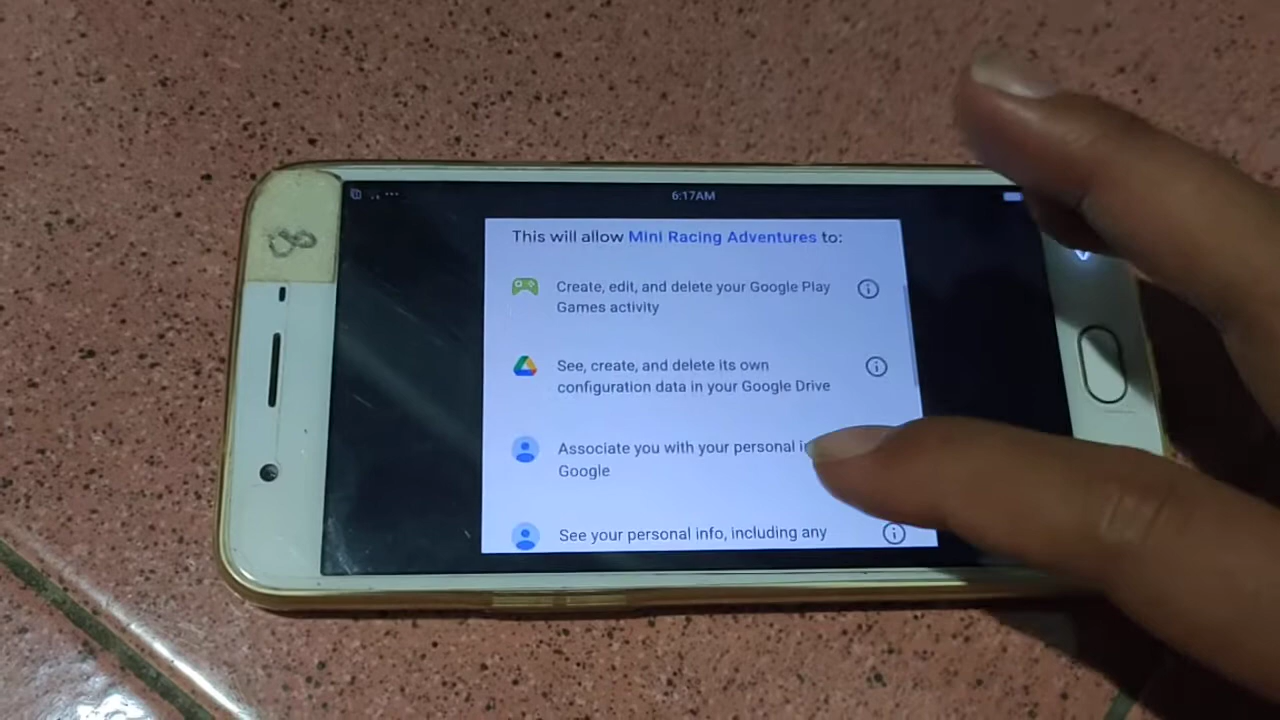 6:17AM
This will allow Mini Racing Adventures to:
Create, edit, and delete your Google Play
Games activity
See, create, and delete its own
configuration data in your Google Drive
Associate you with your personal
Google
See your personal info, including any